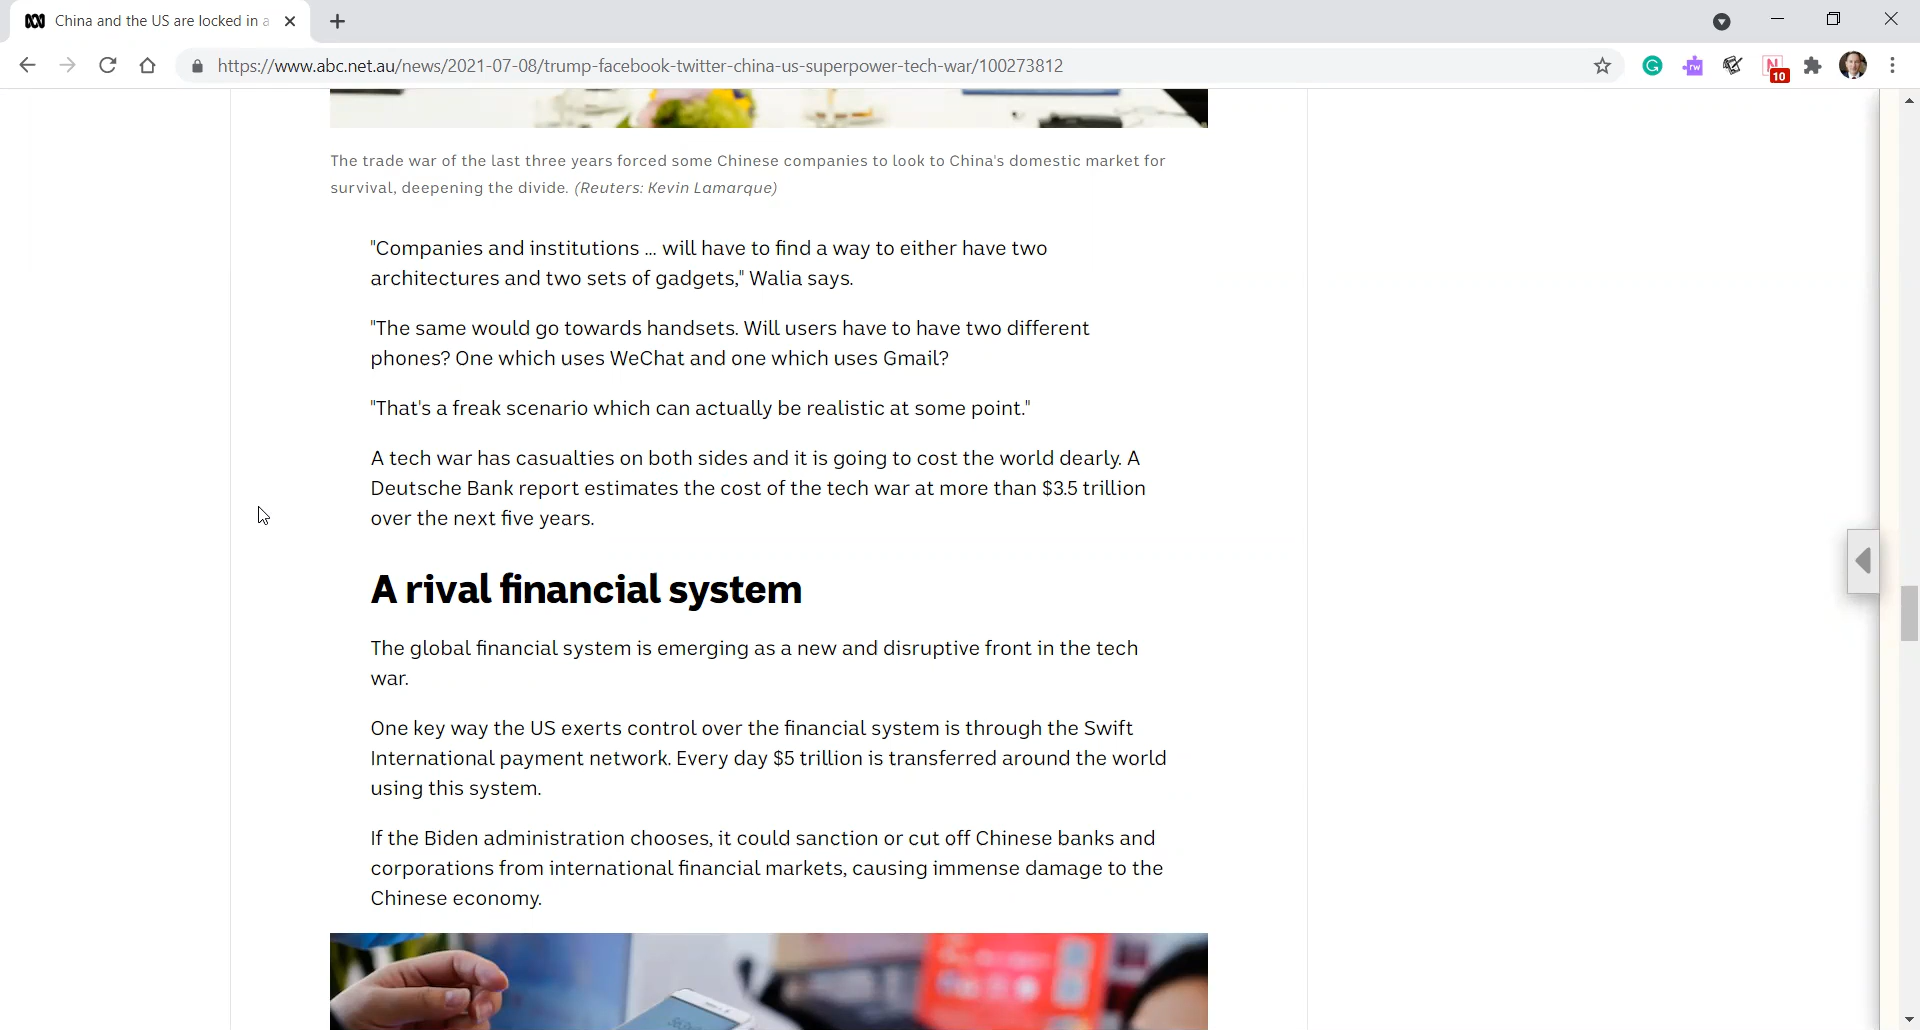 China and the US are locked in a
https://www.abc.net.au/news/2021-07-08/trump-facebook-twitter-china-us-superpower-tech-war/100273812
rw
N
10
The trade war of the last three years forced some Chinese companies to look to China's domestic market for
survival, deepening the divide. (Reuters: Kevin Lamarque)
"Companies and institutions ... will have to find a way to either have two
architectures and two sets of gadgets," Walia says.
"The same would go towards handsets. Will users have to have two different
phones? One which uses WeChat and one which uses Gmail?
"That's a freak scenario which can actually be realistic at some point."
A tech war has casualties on both sides and it is going to cost the world dearly. A
Deutsche Bank report estimates the cost of the tech war at more than $3.5 trillion
over the next five years.
A rival financial system
The global financial system is emerging as a new and disruptive front in the tech
war.
One key way the US exerts control over the financial system is through the Swift
International payment network. Every day $5 trillion is transferred around the world
using this system.
If the Biden administration chooses, it could sanction or cut off Chinese banks and
corporations from international financial markets, causing immense damage to the
Chinese economy.